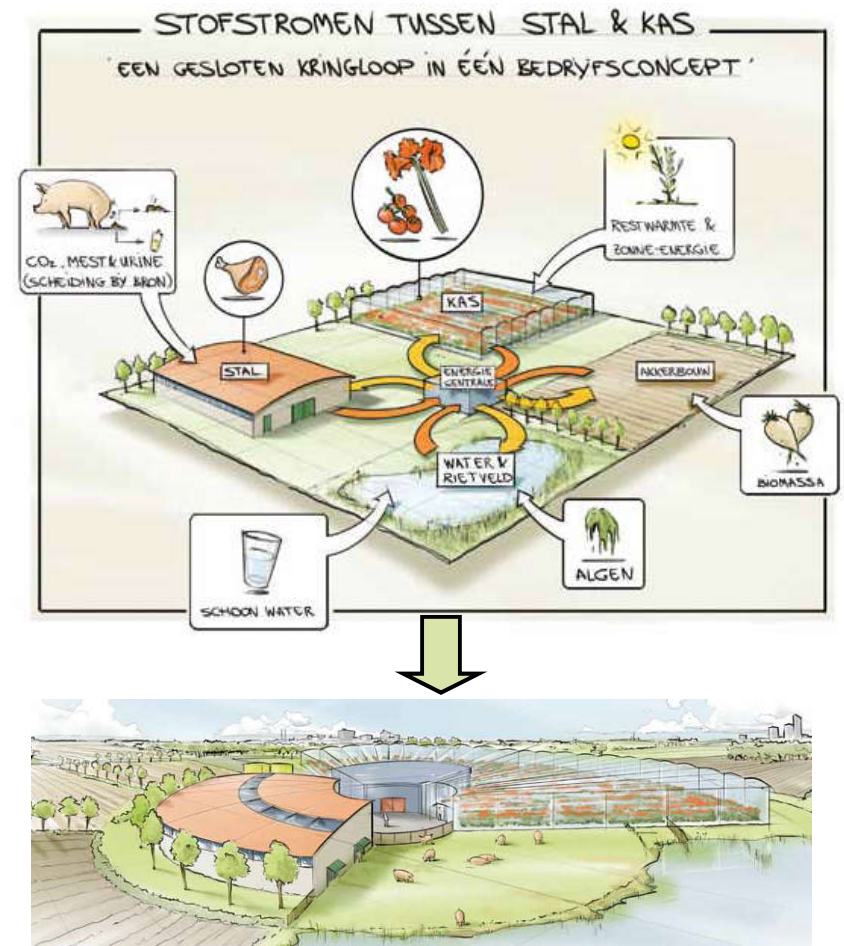 STOFSTROMEN TUSSEN STAL & KAS
'EEN GESLOTEN KRINGLOOP IN ÉÉN BEDRYFSCONCEPT'
CO₂, MEST & URINE
(SCHEIDING BY BRON)
RESTWARMTE &
ZONNE-ENERGIE
KAS
STAL
ENERGIE
CENTRALE
AKKERBOUW
WATER &
RIETVELD
BIOMASSA
SCHOON WATER
ALGEN